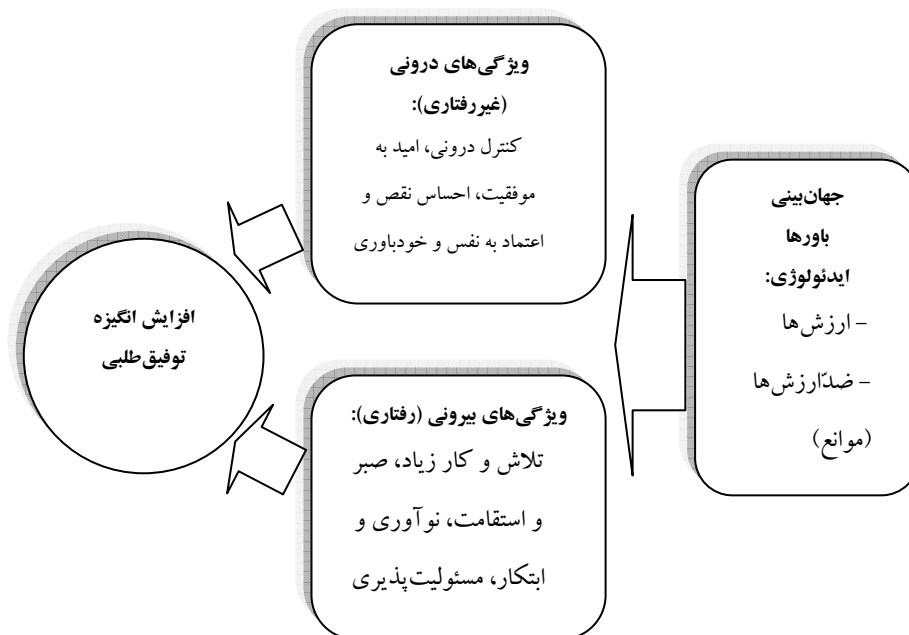 جهان‌بینی
باورها
ایدئولوژی:
- ارزش‌ها
- ضدّارزش‌ها
(موانع)
ویژگی‌های درونی
(غیررفتاری):
کنترل درونی، امید به
موفقیت، احساس نقص و
اعتماد به نفس و خودباوری
ویژگی‌های بیرونی (رفتاری):
تلاش و کار زیاد، صبر
و استقامت، نوآوری و
ابتکار، مسئولیت‌پذیری
افزایش انگیزه
توفیق‌طلبی